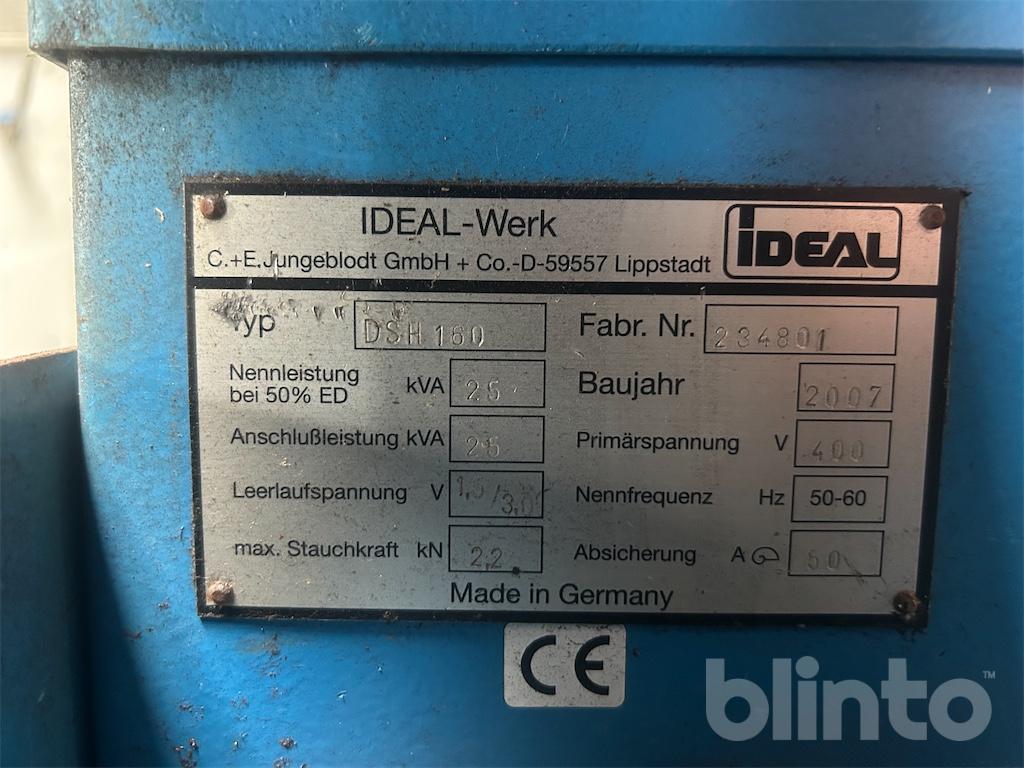 IDEAL-Werk
C.+E.Jungeblodt GmbH + Co.-D-59557 Lippstadt
IDEAL
Typ DSH 160 Fabr. Nr. 234801
Nennleistung bei 50% ED kVA 25 Baujahr 2007
Anschlußleistung kVA 25 Primärspannung V 400
Leerlaufspannung V Nennfrequenz Hz 50-60
max. Stauchkraft kN 2,2 Absicherung A
Made in Germany
CE
blinto™